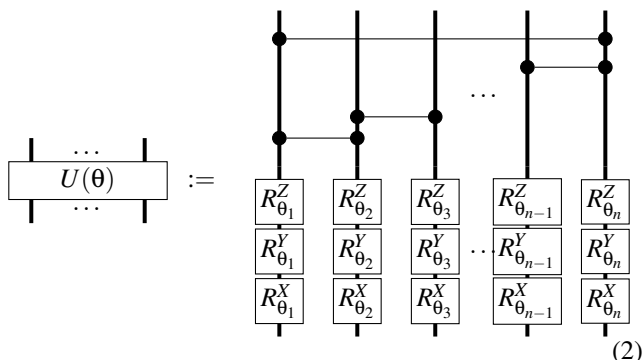 ⋯
⋯
U(θ) :=
⋯
R^Z_{θ_1} R^Z_{θ_2} R^Z_{θ_3} R^Z_{θ_{n−1}} R^Z_{θ_n}
R^Y_{θ_1} R^Y_{θ_2} R^Y_{θ_3} ⋯ R^Y_{θ_{n−1}} R^Y_{θ_n}
R^X_{θ_1} R^X_{θ_2} R^X_{θ_3} R^X_{θ_{n−1}} R^X_{θ_n}
(2)